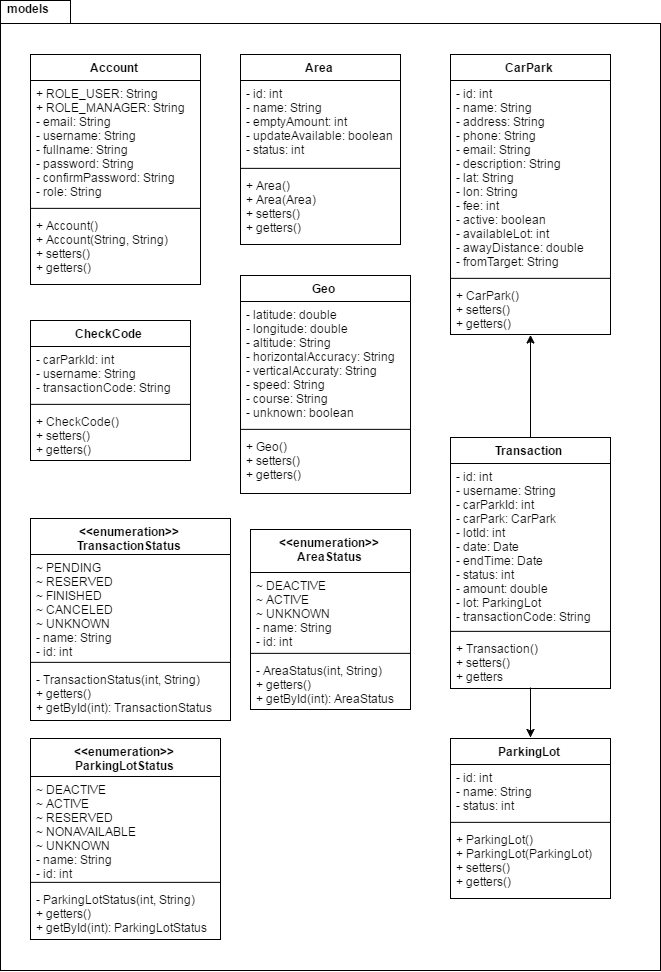 models
Account
+ ROLE_USER: String
+ ROLE_MANAGER: String
- email: String
- username: String
- fullname: String
- password: String
- confirmPassword: String
- role: String
+ Account()
+ Account(String, String)
+ setters()
+ getters()
Area
- id: int
- name: String
- emptyAmount: int
- updateAvailable: boolean
- status: int
+ Area()
+ Area(Area)
+ setters()
+ getters()
CarPark
- id: int
- name: String
- address: String
- phone: String
- email: String
- description: String
- lat: String
- lon: String
- fee: int
- active: boolean
- availableLot: int
- awayDistance: double
- fromTarget: String
+ CarPark()
+ setters()
+ getters()
CheckCode
- carParkId: int
- username: String
- transactionCode: String
+ CheckCode()
+ setters()
+ getters()
Geo
- latitude: double
- longitude: double
- altitude: String
- horizontalAccuracy: String
- verticalAccuraty: String
- speed: String
- course: String
- unknown: boolean
+ Geo()
+ setters()
+ getters()
Transaction
- id: int
- username: String
- carParkId: int
- carPark: CarPark
- lotId: int
- date: Date
- endTime: Date
- status: int
- amount: double
- lot: ParkingLot
- transactionCode: String
+ Transaction()
+ setters()
+ getters
<<enumeration>>
TransactionStatus
~ PENDING
~ RESERVED
~ FINISHED
~ CANCELED
~ UNKNOWN
- name: String
- id: int
- TransactionStatus(int, String)
+ getters()
+ getById(int): TransactionStatus
<<enumeration>>
AreaStatus
~ DEACTIVE
~ ACTIVE
~ UNKNOWN
- name: String
- id: int
- AreaStatus(int, String)
+ getters()
+ getById(int): AreaStatus
<<enumeration>>
ParkingLotStatus
~ DEACTIVE
~ ACTIVE
~ RESERVED
~ NONAVAILABLE
~ UNKNOWN
- name: String
- id: int
- ParkingLotStatus(int, String)
+ getters()
+ getById(int): ParkingLotStatus
ParkingLot
- id: int
- name: String
- status: int
+ ParkingLot()
+ ParkingLot(ParkingLot)
+ setters()
+ getters()